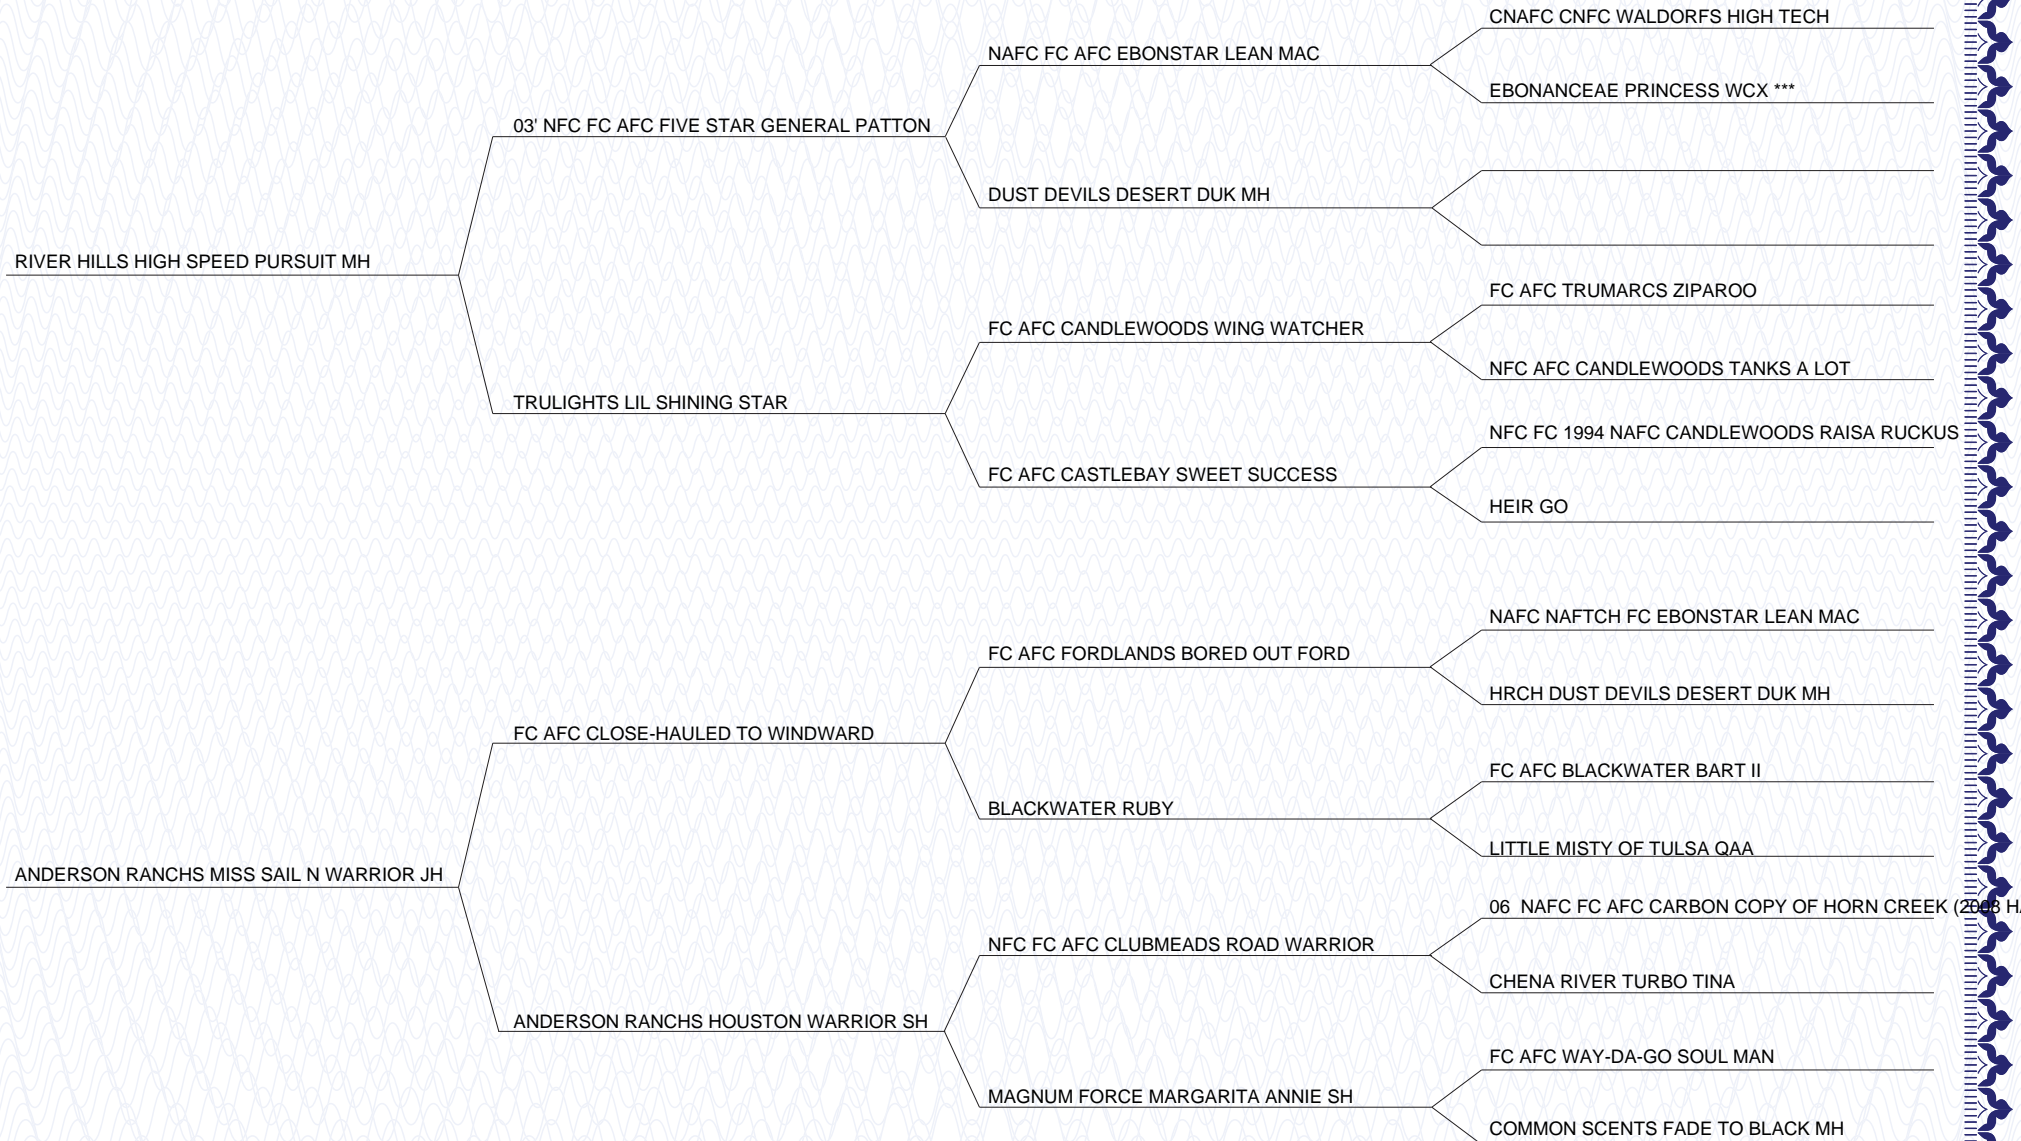 CNAFC CNFC WALDORFS HIGH TECH
NAFC FC AFC EBONSTAR LEAN MAC
EBONANCEAE PRINCESS WCX ***
03' NFC FC AFC FIVE STAR GENERAL PATTON
DUST DEVILS DESERT DUK MH
RIVER HILLS HIGH SPEED PURSUIT MH
FC AFC TRUMARCS ZIPAROO
FC AFC CANDLEWOODS WING WATCHER
NFC AFC CANDLEWOODS TANKS A LOT
TRULIGHTS LIL SHINING STAR
NFC FC 1994 NAFC CANDLEWOODS RAISA RUCKUS
FC AFC CASTLEBAY SWEET SUCCESS
HEIR GO
NAFC NAFTCH FC EBONSTAR LEAN MAC
FC AFC FORDLANDS BORED OUT FORD
HRCH DUST DEVILS DESERT DUK MH
FC AFC CLOSE-HAULED TO WINDWARD
FC AFC BLACKWATER BART II
BLACKWATER RUBY
LITTLE MISTY OF TULSA QAA
ANDERSON RANCHS MISS SAIL N WARRIOR JH
06 NAFC FC AFC CARBON COPY OF HORN CREEK (2008
NFC FC AFC CLUBMEADS ROAD WARRIOR
CHENA RIVER TURBO TINA
ANDERSON RANCHS HOUSTON WARRIOR SH
FC AFC WAY-DA-GO SOUL MAN
MAGNUM FORCE MARGARITA ANNIE SH
COMMON SCENTS FADE TO BLACK MH